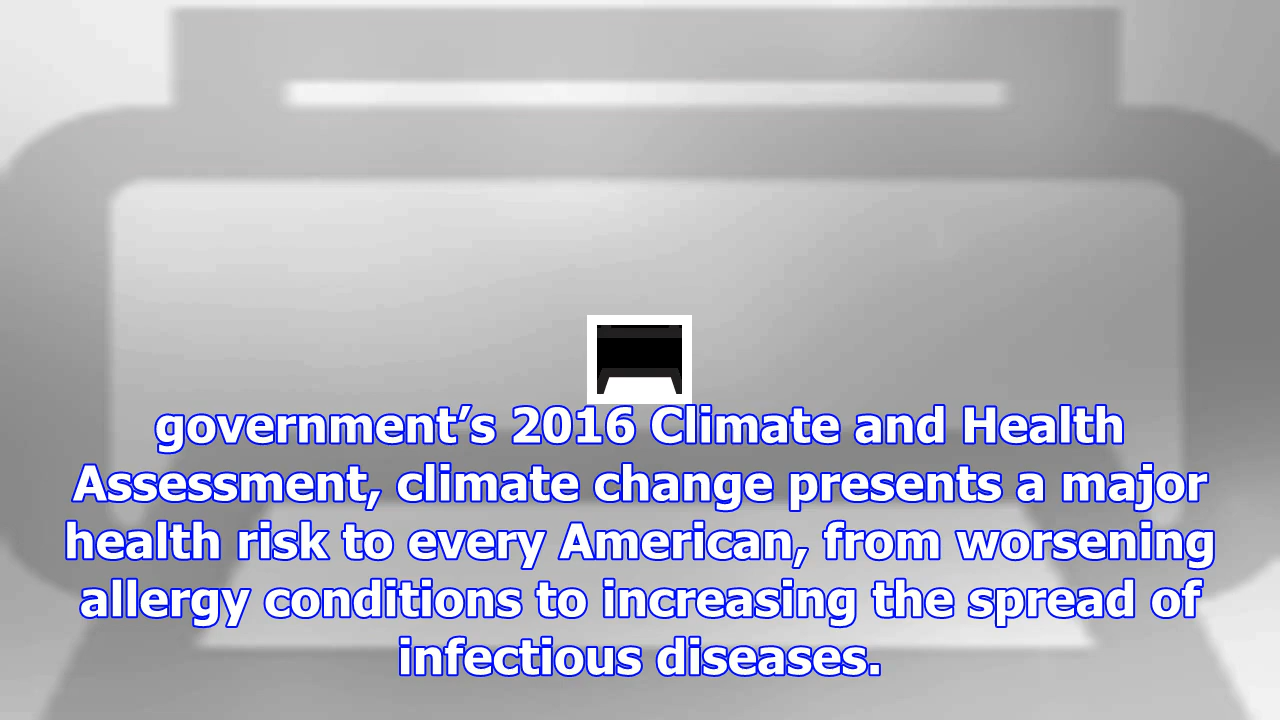 government’s 2016 Climate and Health
Assessment, climate change presents a major
health risk to every American, from worsening
allergy conditions to increasing the spread of
infectious diseases.